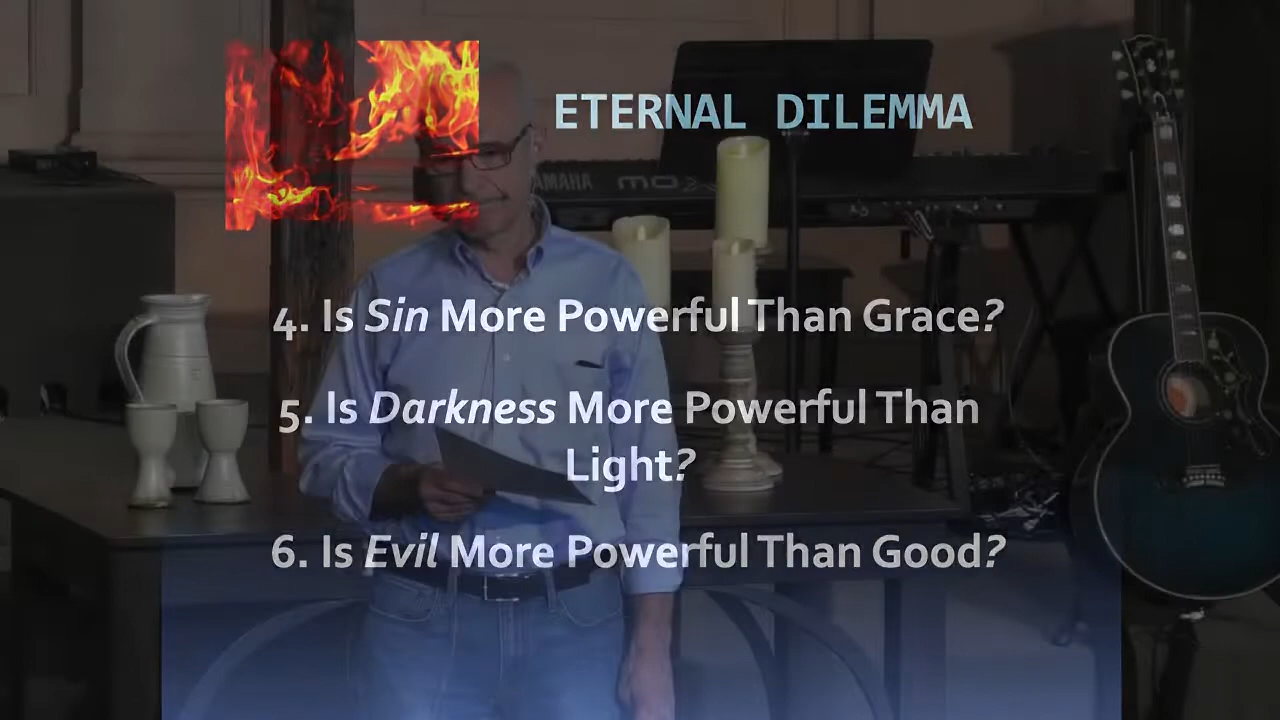 ETERNAL DILEMMA
YAMAHA
4. Is Sin More Powerful Than Grace?
5. Is Darkness More Powerful Than
Light?
6. Is Evil More Powerful Than Good?